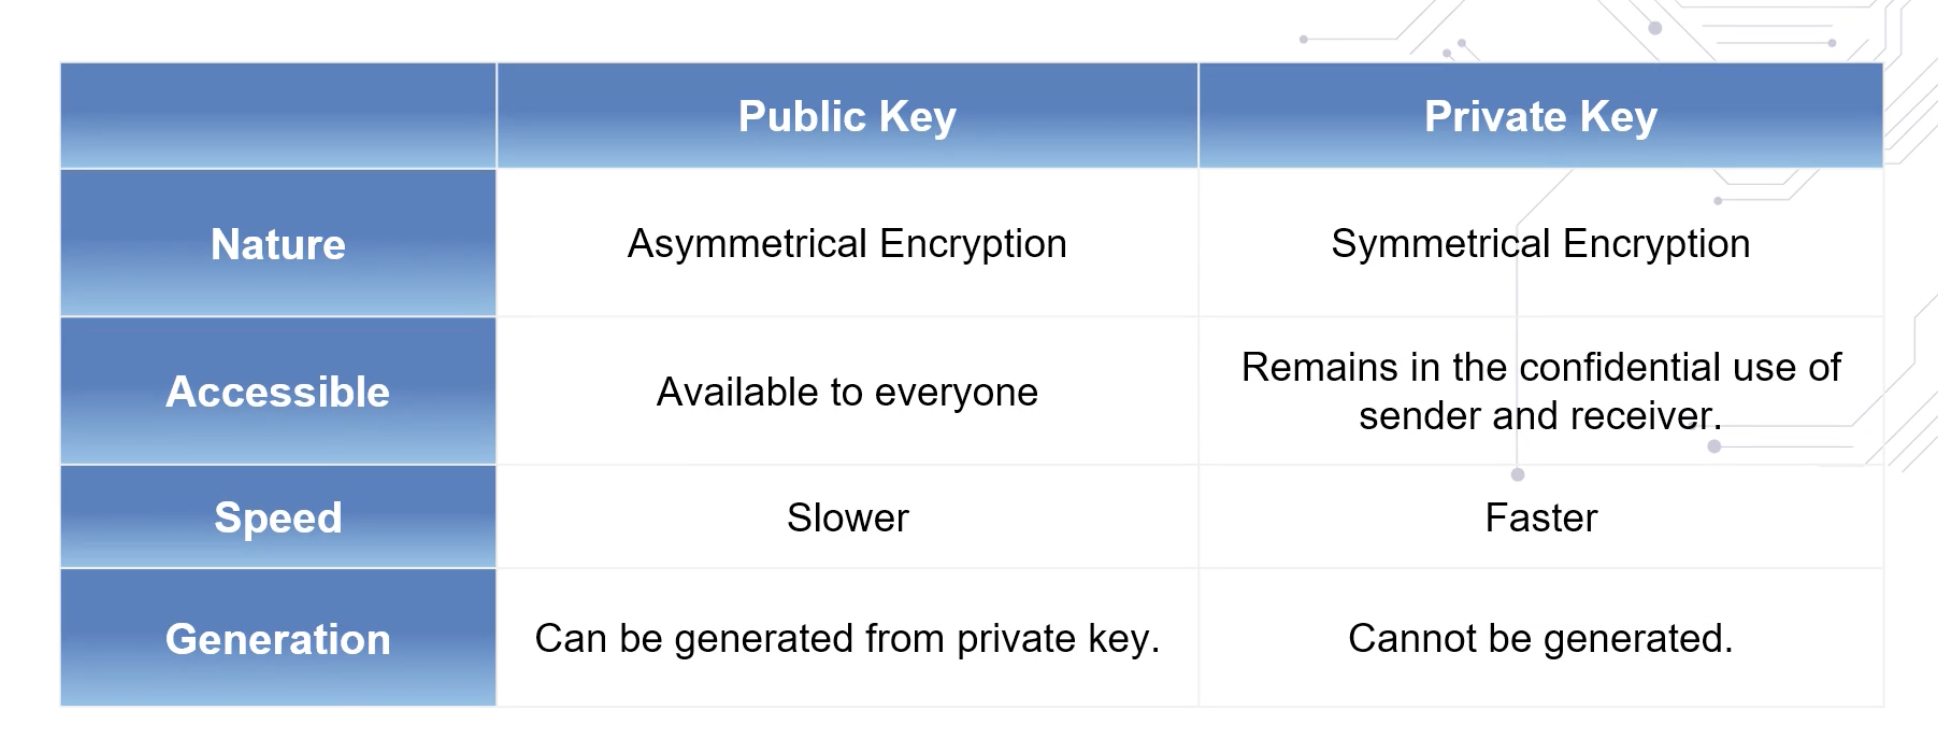 Public Key
Private Key
Nature
Asymmetrical Encryption
Symmetrical Encryption
Accessible
Available to everyone
Remains in the confidential use of
sender and receiver.
Speed
Slower
Faster
Generation
Can be generated from private key.
Cannot be generated.